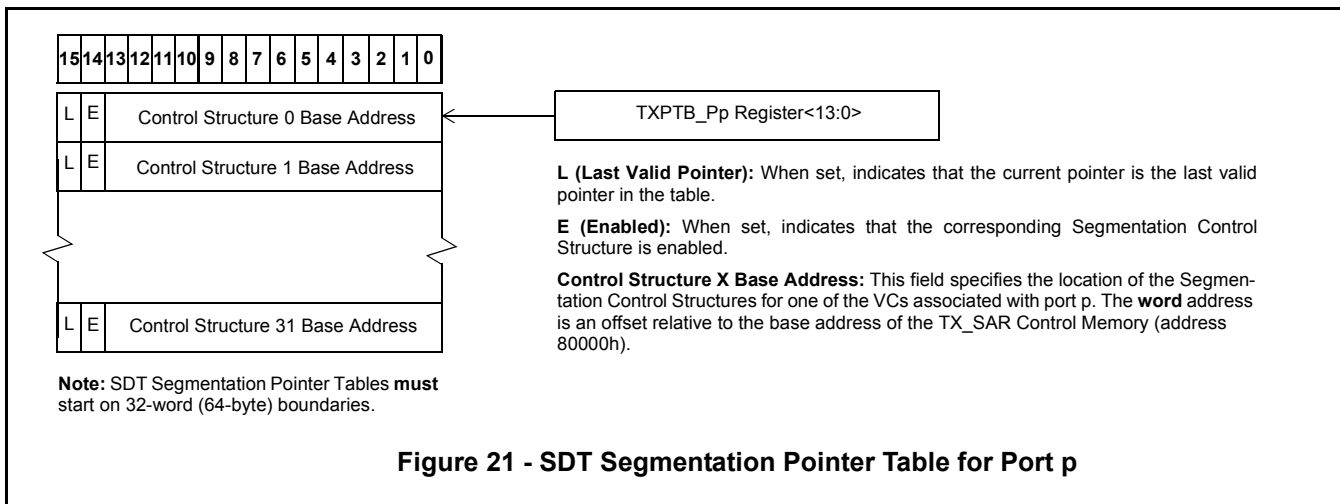 15 14 13 12 11 10 9 8 7 6 5 4 3 2 1 0
L E Control Structure 0 Base Address
TXPTB_Pp Register<13:0>
L E Control Structure 1 Base Address
L E Control Structure 31 Base Address
Note: SDT Segmentation Pointer Tables must
start on 32-word (64-byte) boundaries.
L (Last Valid Pointer): When set, indicates that the current pointer is the last valid
pointer in the table.
E (Enabled): When set, indicates that the corresponding Segmentation Control
Structure is enabled.
Control Structure X Base Address: This field specifies the location of the Segmen-
tation Control Structures for one of the VCs associated with port p. The word address
is an offset relative to the base address of the TX_SAR Control Memory (address
80000h).
Figure 21 - SDT Segmentation Pointer Table for Port p